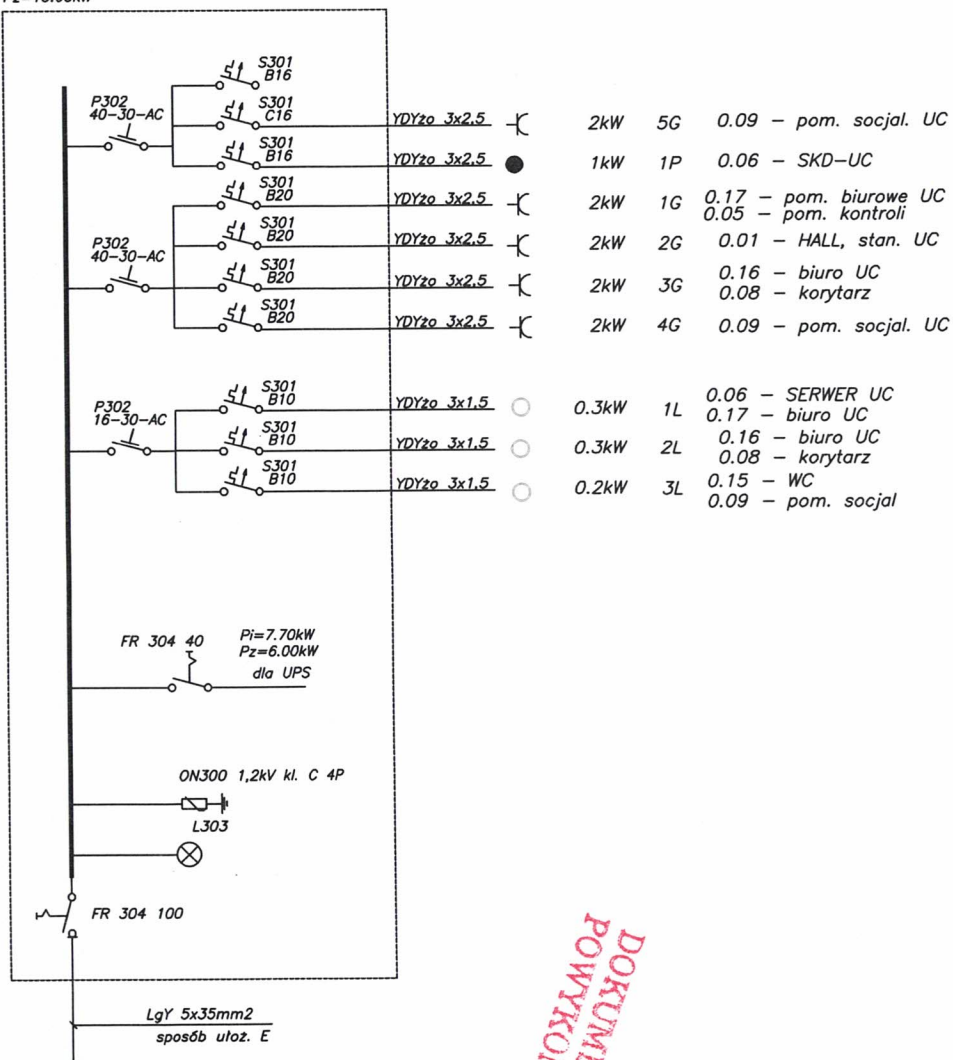 S301
B16
P302
40-30-AC
S301
C16
YDYżo 3x2.5 2kW 5G 0.09 - pom. socjal. UC
S301
B16
YDYżo 3x2.5 1kW 1P 0.06 - SKD-UC
S301
B20
YDYżo 3x2.5 2kW 1G 0.17 - pom. biurowe UC
0.05 - pom. kontroli
S301
B20
YDYżo 3x2.5 2kW 2G 0.01 - HALL, stan. UC
P302
40-30-AC
S301
B20
YDYżo 3x2.5 2kW 3G 0.16 - biuro UC
0.08 - korytarz
S301
B20
YDYżo 3x2.5 2kW 4G 0.09 - pom. socjal. UC
S301
B10
YDYżo 3x1.5 0.3kW 1L 0.06 - SERWER UC
0.17 - biuro UC
P302
16-30-AC
S301
B10
YDYżo 3x1.5 0.3kW 2L 0.16 - biuro UC
0.08 - korytarz
S301
B10
YDYżo 3x1.5 0.2kW 3L 0.15 - WC
0.09 - pom. socjal
FR 304 40
Pi=7.70kW
Pz=6.00kW
dla UPS
ON300 1,2kV kl. C 4P
L303
FR 304 100
LgY 5x35mm2
sposób ułoż. E